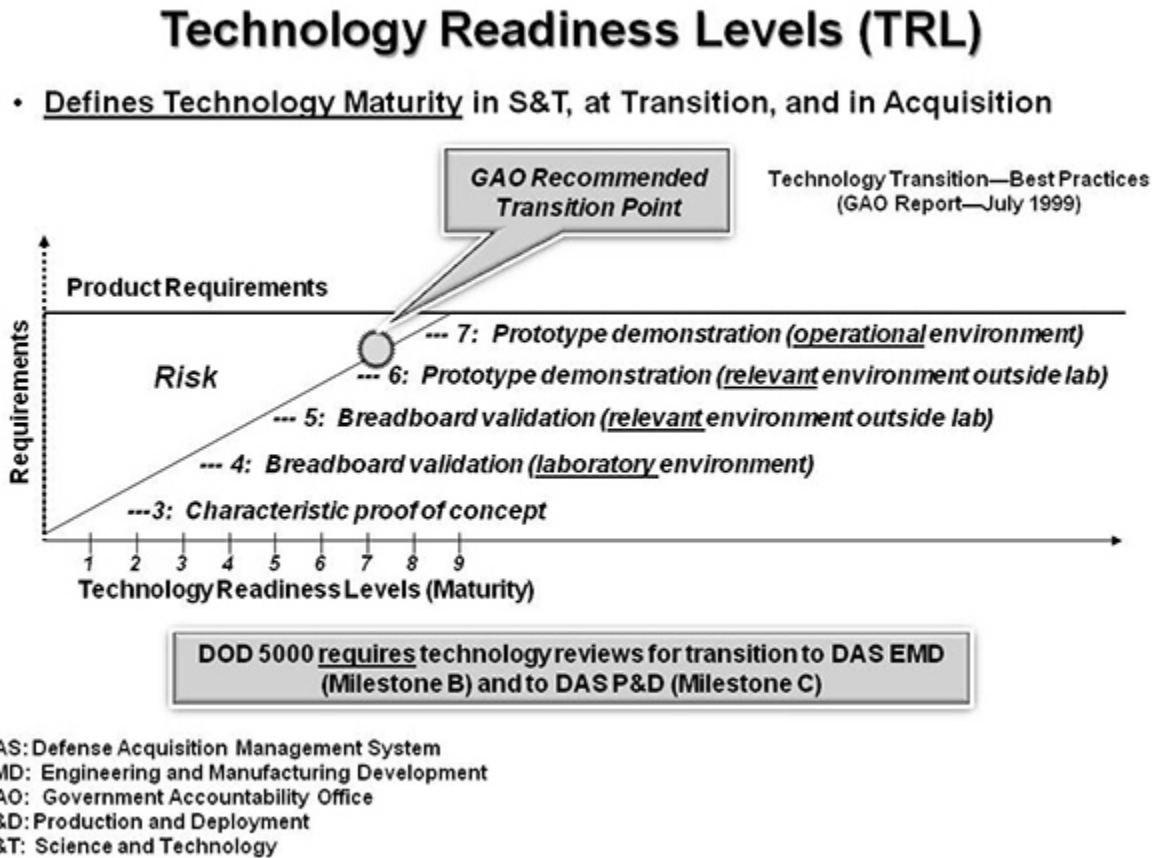 Technology Readiness Levels (TRL)
• Defines Technology Maturity in S&T, at Transition, and in Acquisition
GAO Recommended
Transition Point
Technology Transition—Best Practices
(GAO Report—July 1999)
Product Requirements
Requirements
Risk
--- 7: Prototype demonstration (operational environment)
--- 6: Prototype demonstration (relevant environment outside lab)
--- 5: Breadboard validation (relevant environment outside lab)
--- 4: Breadboard validation (laboratory environment)
---3: Characteristic proof of concept
1 2 3 4 5 6 7 8 9
Technology Readiness Levels (Maturity)
DOD 5000 requires technology reviews for transition to DAS EMD
(Milestone B) and to DAS P&D (Milestone C)
AS: Defense Acquisition Management System
MD: Engineering and Manufacturing Development
AO: Government Accountability Office
&D: Production and Deployment
&T: Science and Technology